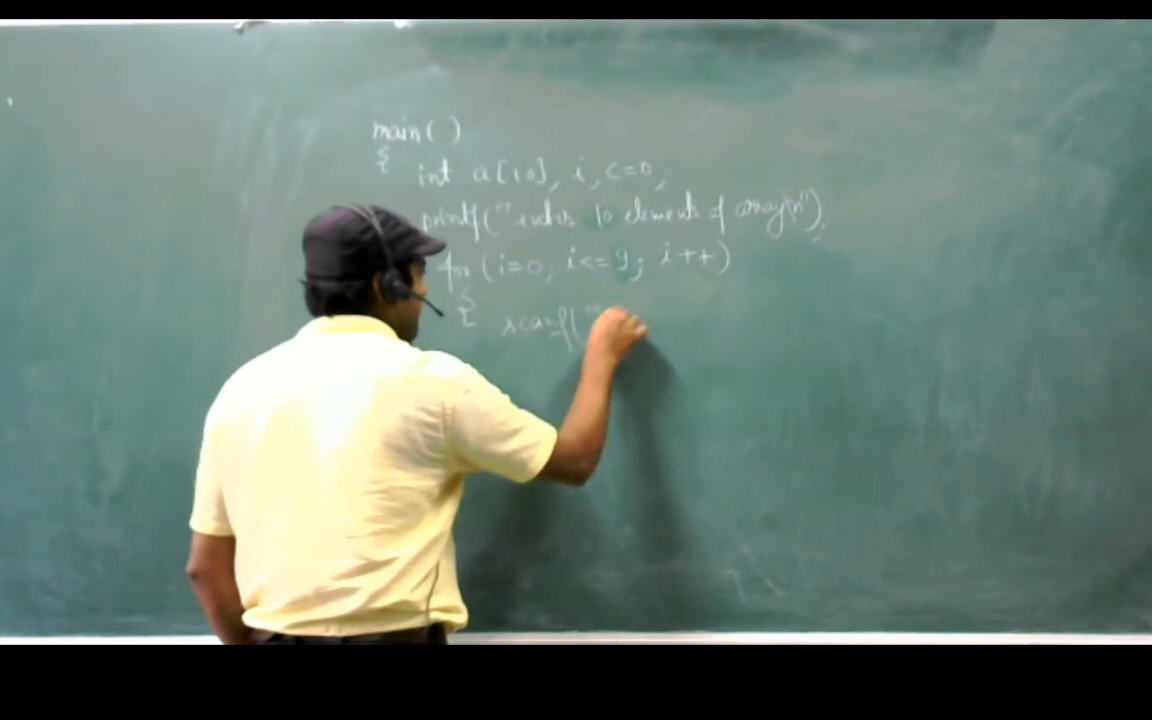 main( )
{
int a[10], i, c=0,
printf("enter 10 elements of array\n");
for (i=0, i<=9; i++)
{
scanf("